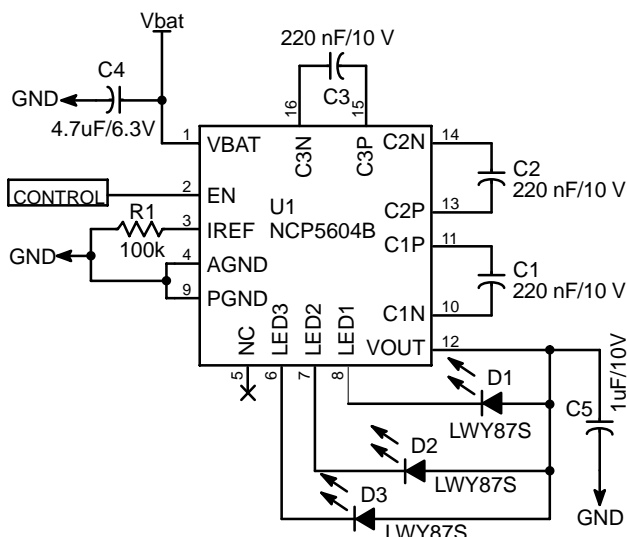 Vbat
220 nF/10 V
C4
GND
C3
16
15
4.7uF/6.3V
1
VBAT
C3N
C3P
C2N
14
C2
220 nF/10 V
CONTROL
2
EN
U1
C2P
13
R1
3
IREF
NCP5604B
C1P
11
100k
GND
4
AGND
C1
220 nF/10 V
9
PGND
C1N
10
NC
LED3
LED2
LED1
VOUT
12
5
6
7
8
D1
C5
1uF/10V
LWY87S
D2
LWY87S
D3
GND
LWY87S